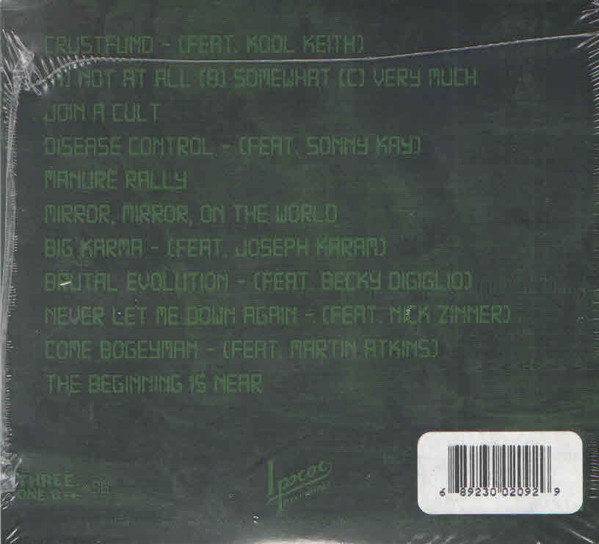 CRUSTFUND - (FEAT. KOOL KEITH)
NOT AT ALL (B) SOMEWHAT (C) VERY MUCH
JOIN A CULT
DISEASE CONTROL - (FEAT. SONNY KAY)
MANURE RALLY
MIRROR, MIRROR, ON THE WORLD
BIG KARMA - (FEAT. JOSEPH KARAM)
BRUTAL EVOLUTION - (FEAT. BECKY DIGIGLIO)
NEVER LET ME DOWN AGAIN - (FEAT. NICK ZINNER)
COME BOGEYMAN - (FEAT. MARTIN ATKINS)
THE BEGINNING IS NEAR
THREE
ONE.G
Ipecac
6 89230 02092 9